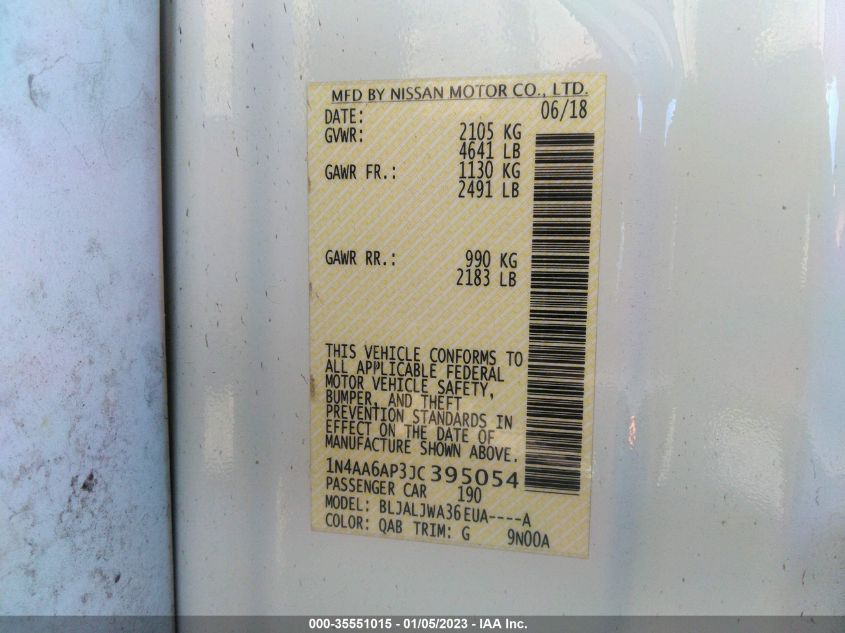 MFD BY NISSAN MOTOR CO., LTD.
DATE: 06/18
GVWR: 2105 KG
4641 LB
GAWR FR.: 1130 KG
2491 LB
GAWR RR.: 990 KG
2183 LB
THIS VEHICLE CONFORMS TO
ALL APPLICABLE FEDERAL
MOTOR VEHICLE SAFETY,
BUMPER, AND THEFT
PREVENTION STANDARDS IN
EFFECT ON THE DATE OF
MANUFACTURE SHOWN ABOVE.
1N4AA6AP3JC395054
PASSENGER CAR 190
MODEL: BLJALJWA36EUA----A
COLOR: QAB TRIM: G 9N00A
000-35551015 - 01/05/2023 - IAA Inc.